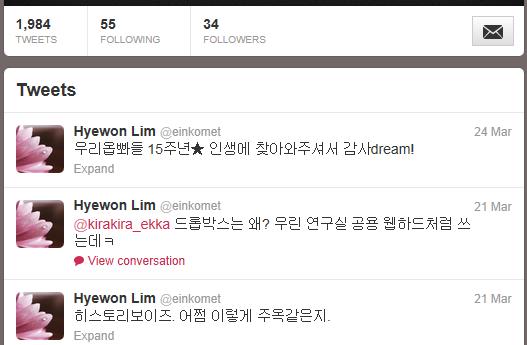 1,984 55 34
TWEETS FOLLOWING FOLLOWERS
Tweets
Hyewon Lim @einkomet 24 Mar
우리옵빠들 15주년★ 인생에 찾아와주셔서 감사dream!
Expand
Hyewon Lim @einkomet 21 Mar
@kirakira_ekka 드롭박스는 왜? 우린 연구실 공용 웹하드처럼 쓰
는데ㅋ
View conversation
Hyewon Lim @einkomet 21 Mar
히스토리보이즈. 어쩜 이렇게 주옥같은지.
Expand